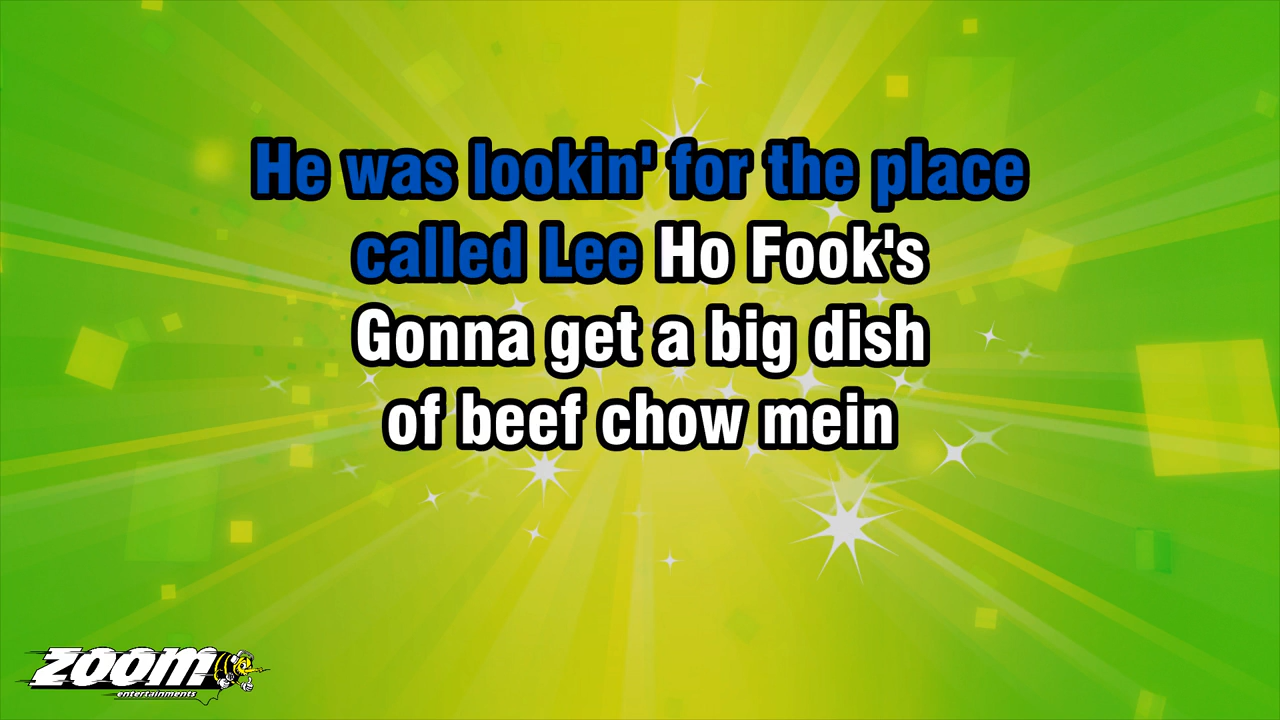 He was lookin' for the place
called Lee Ho Fook's
Gonna get a big dish
of beef chow mein
zoom
entertainments